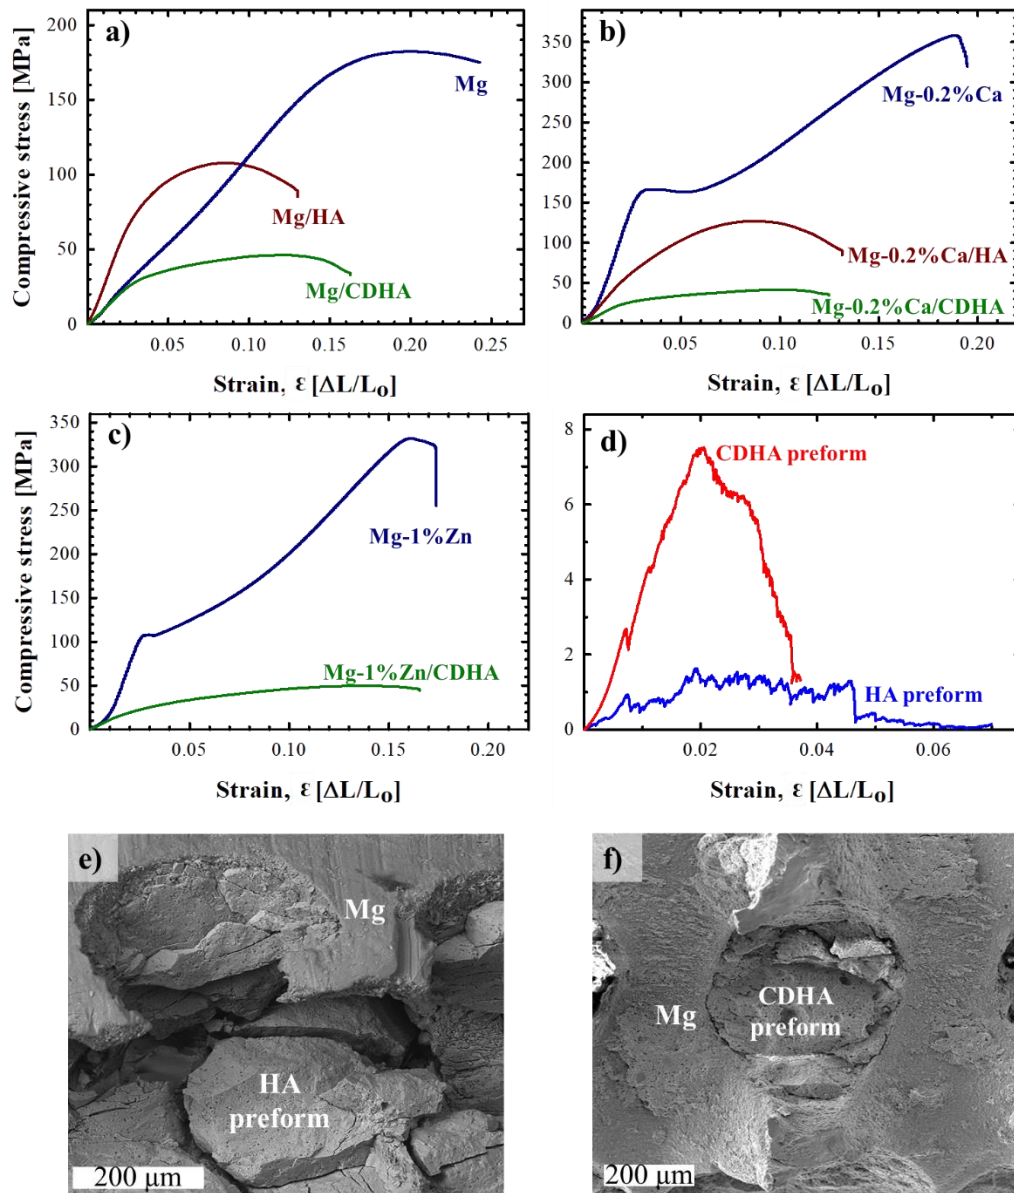 a)
Compressive stress [MPa]
200
150
100
50
0
Mg
Mg/HA
Mg/CDHA
0.05 0.10 0.15 0.20 0.25
Strain, ε [ΔL/Lo]
b)
350
300
250
200
150
100
50
0
Mg-0.2%Ca
Mg-0.2%Ca/HA
Mg-0.2%Ca/CDHA
0.05 0.10 0.15 0.20
Strain, ε [ΔL/Lo]
c)
Compressive stress [MPa]
350
300
250
200
150
100
50
0
Mg-1%Zn
Mg-1%Zn/CDHA
0.05 0.10 0.15 0.20
Strain, ε [ΔL/Lo]
d)
8
6
4
2
0
CDHA preform
HA preform
0.02 0.04 0.06
Strain, ε [ΔL/Lo]
e)
Mg
HA
preform
200 µm
f)
Mg
CDHA
preform
200 µm